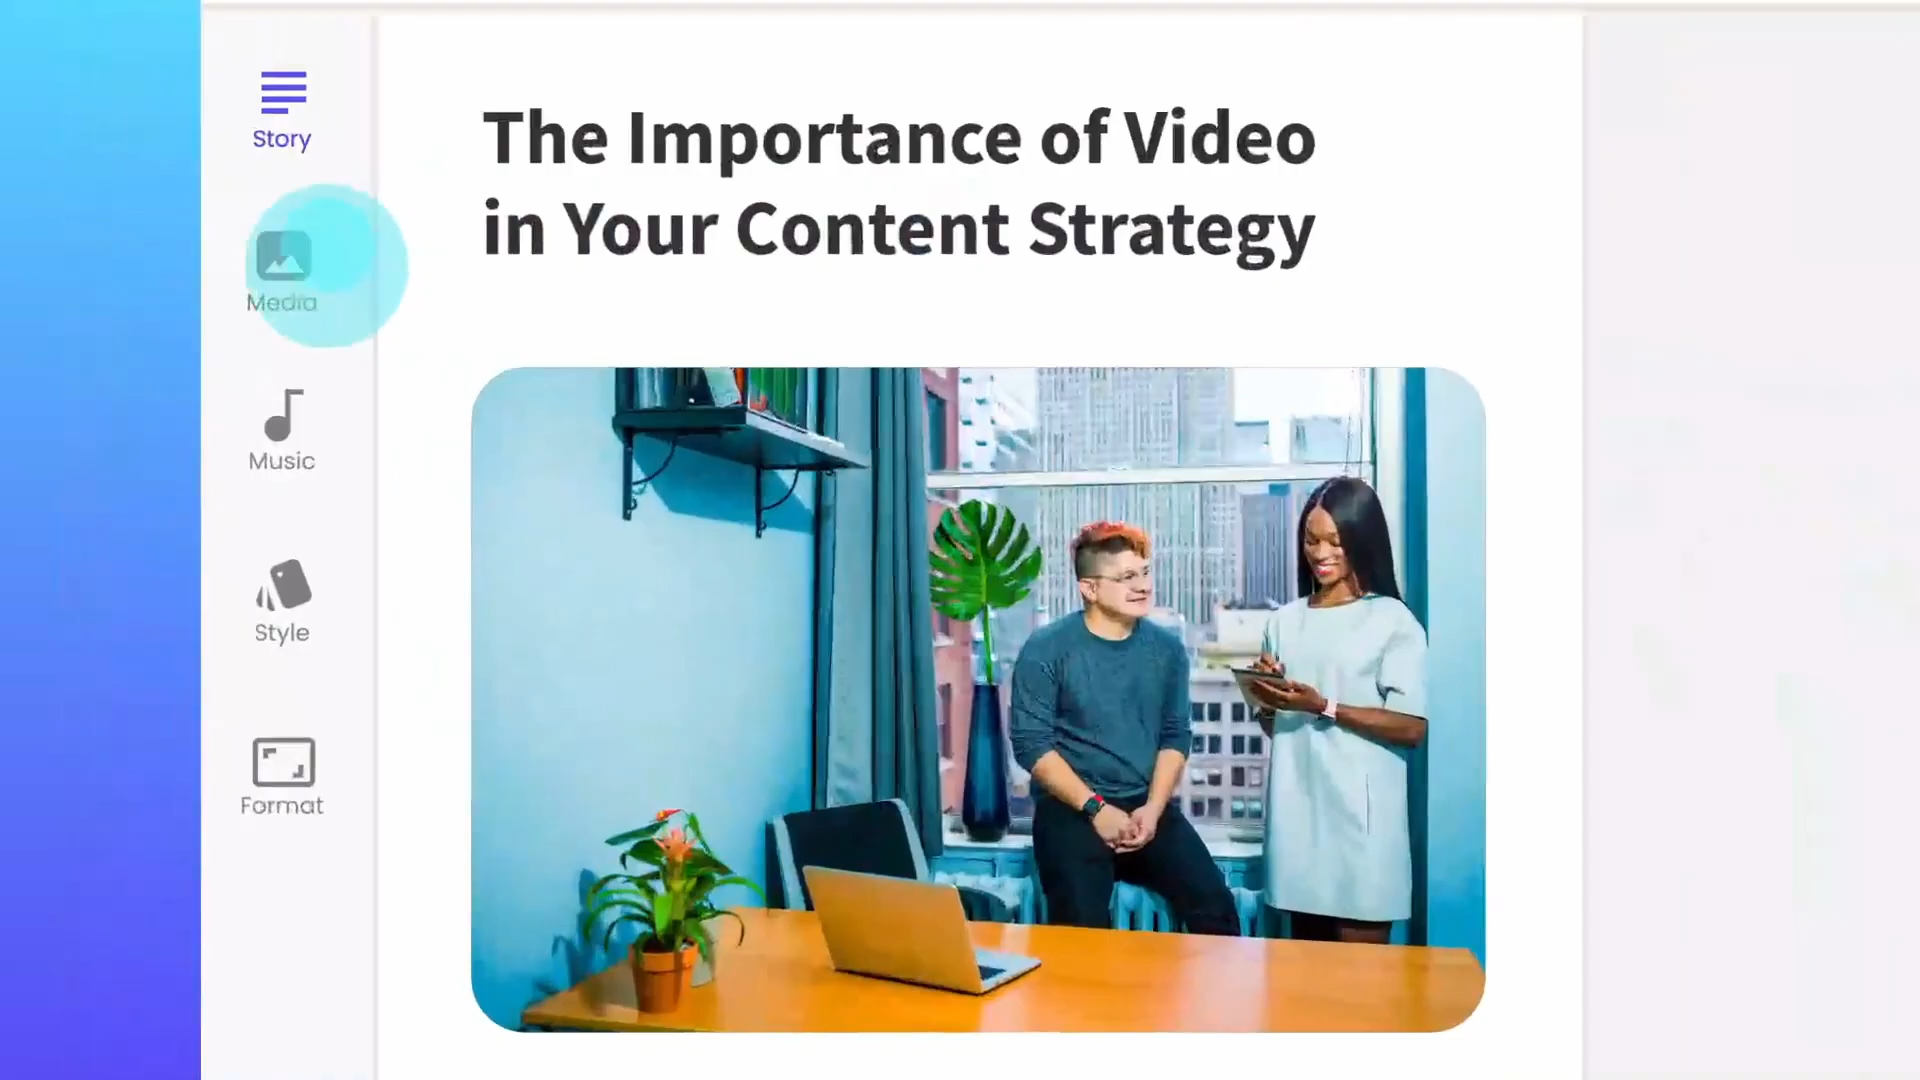 Story
Media
Music
Style
Format
The Importance of Video
in Your Content Strategy